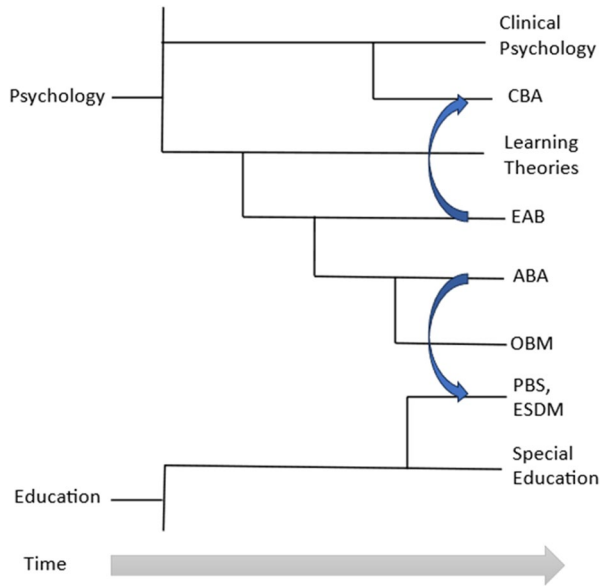 Clinical
Psychology
Psychology
CBA
Learning
Theories
EAB
ABA
OBM
PBS,
ESDM
Special
Education
Education
Time